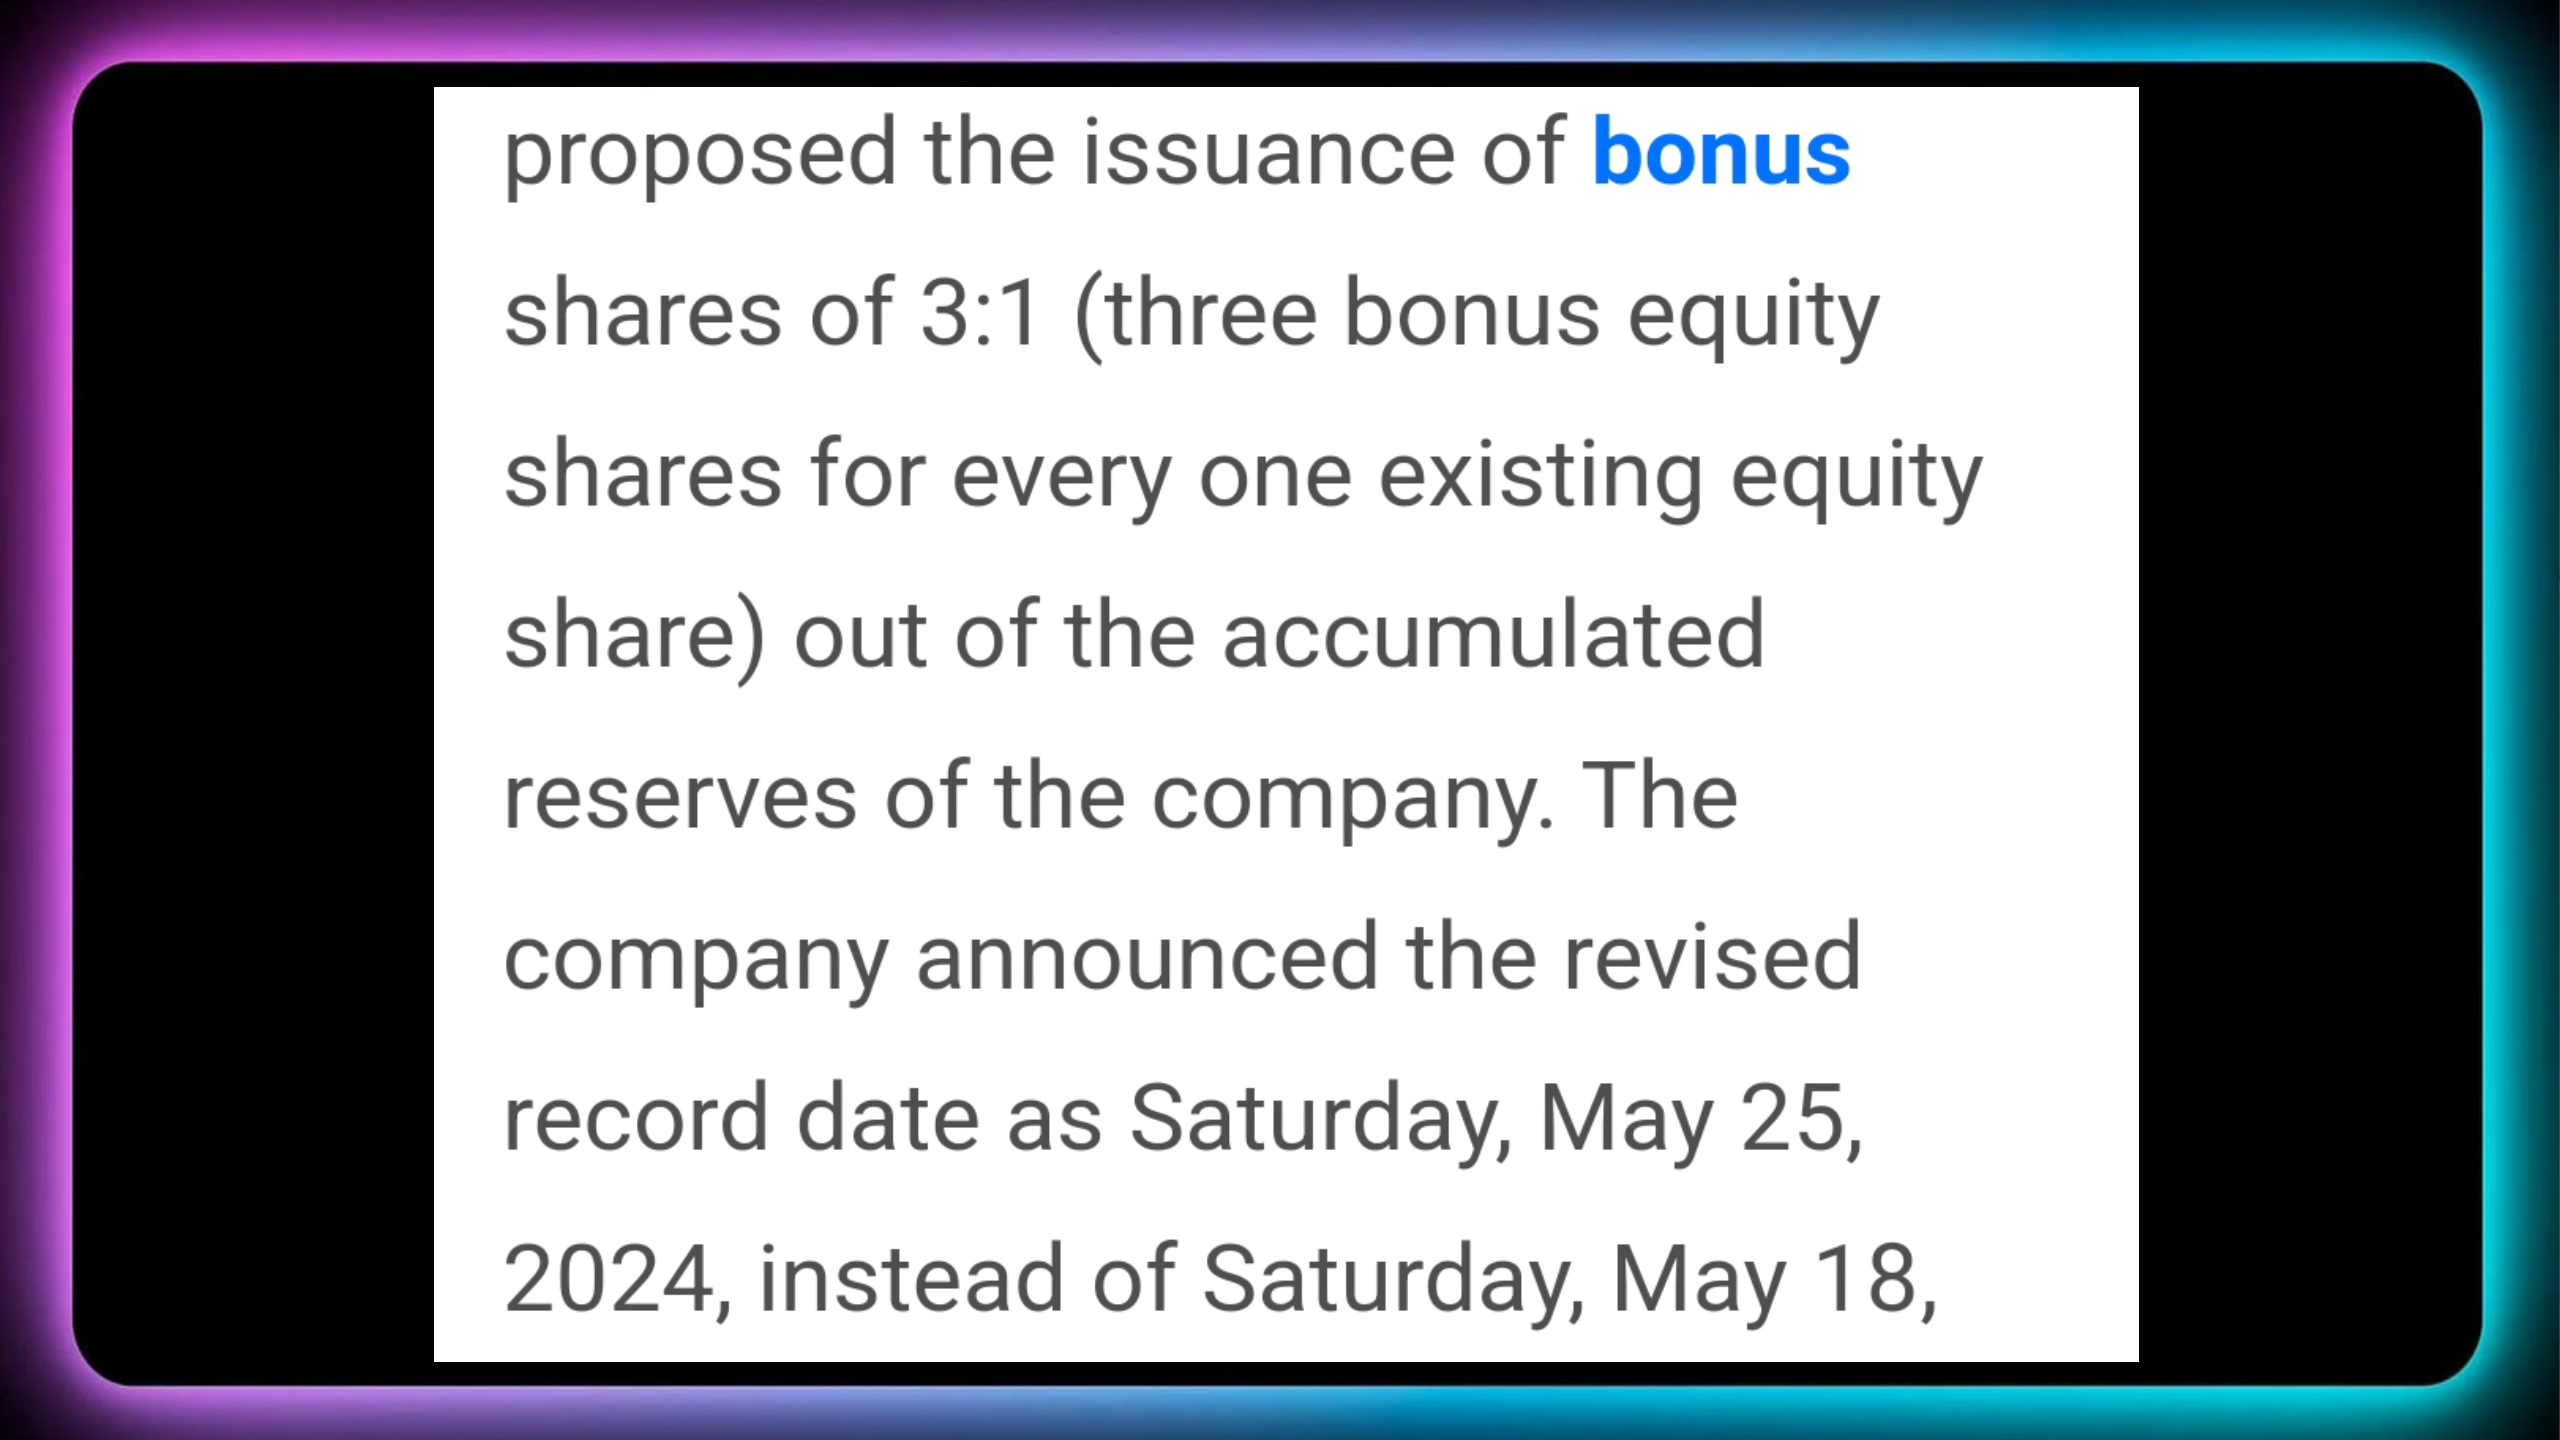 proposed the issuance of bonus
shares of 3:1 (three bonus equity
shares for every one existing equity
share) out of the accumulated
reserves of the company. The
company announced the revised
record date as Saturday, May 25,
2024, instead of Saturday, May 18,